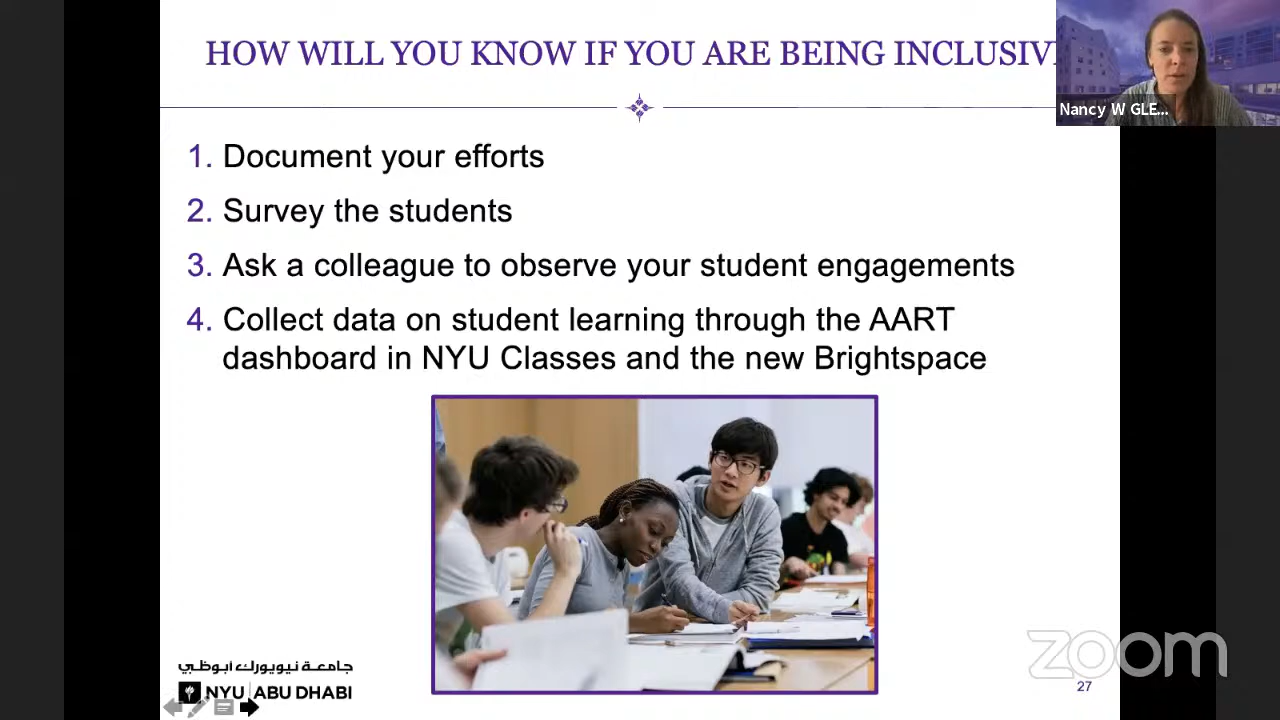 HOW WILL YOU KNOW IF YOU ARE BEING INCLUSIV
Nancy W GLE...
1. Document your efforts
2. Survey the students
3. Ask a colleague to observe your student engagements
4. Collect data on student learning through the AART
dashboard in NYU Classes and the new Brightspace
جامعـة نيويورك أبوظبي
NYU ABU DHABI
zoom
27